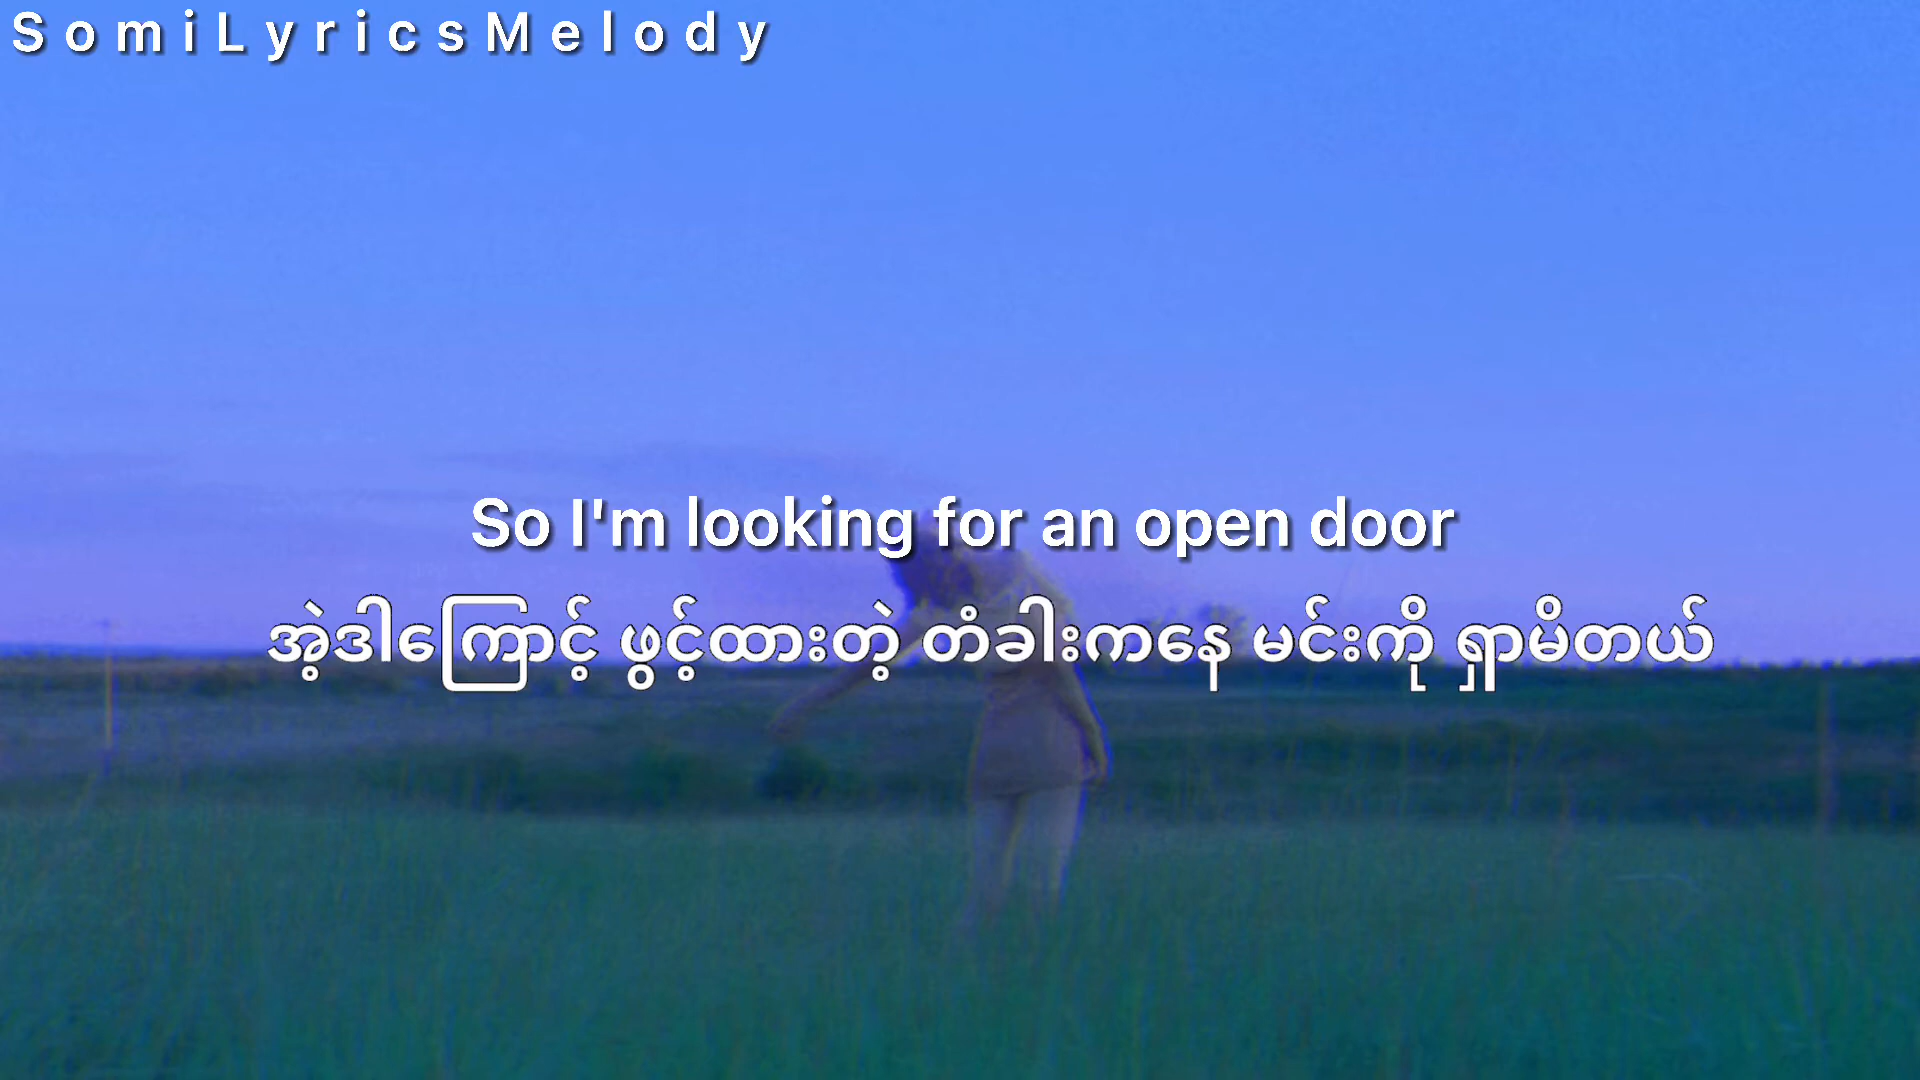 SomiLyricsMelody
So I'm looking for an open door
အဲ့ဒါကြောင့် ဖွင့်ထားတဲ့ တံခါးကနေ မင်းကို ရှာမိတယ်